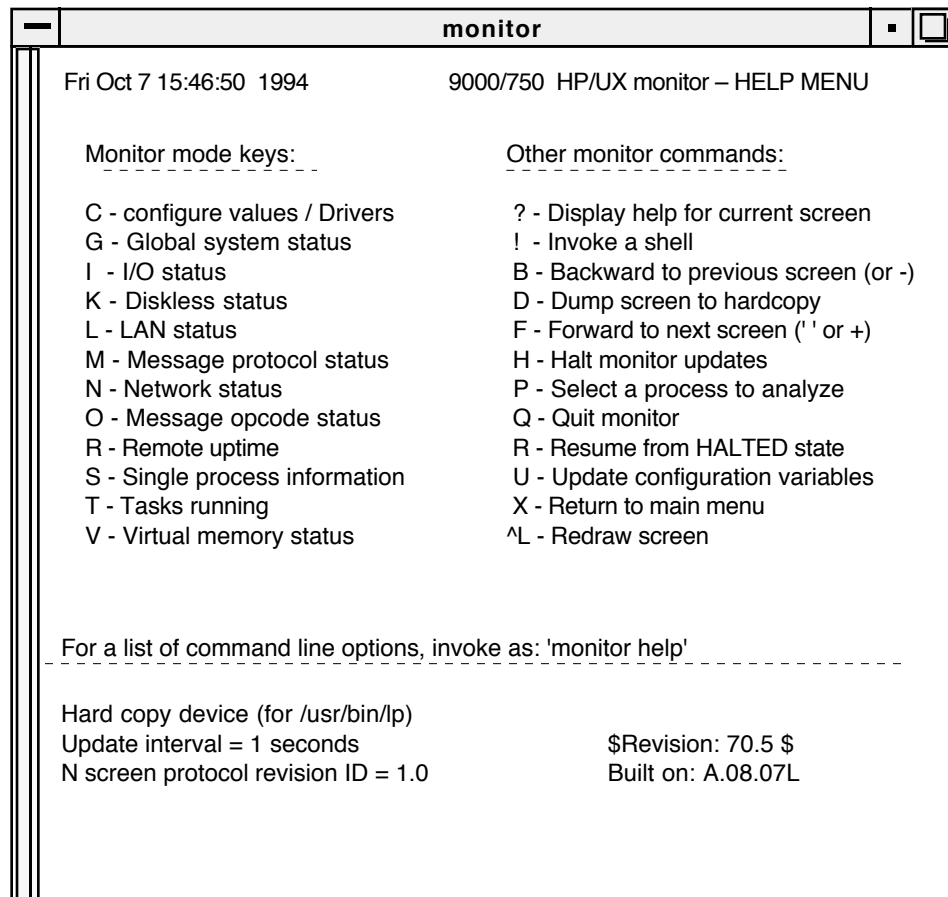 monitor
Fri Oct 7 15:46:50 1994 9000/750 HP/UX monitor – HELP MENU
Monitor mode keys:
C - configure values / Drivers
G - Global system status
I - I/O status
K - Diskless status
L - LAN status
M - Message protocol status
N - Network status
O - Message opcode status
R - Remote uptime
S - Single process information
T - Tasks running
V - Virtual memory status
Other monitor commands:
? - Display help for current screen
! - Invoke a shell
B - Backward to previous screen (or -)
D - Dump screen to hardcopy
F - Forward to next screen (' ' or +)
H - Halt monitor updates
P - Select a process to analyze
Q - Quit monitor
R - Resume from HALTED state
U - Update configuration variables
X - Return to main menu
^L - Redraw screen
For a list of command line options, invoke as: 'monitor help'
Hard copy device (for /usr/bin/lp)
Update interval = 1 seconds $Revision: 70.5 $
N screen protocol revision ID = 1.0 Built on: A.08.07L